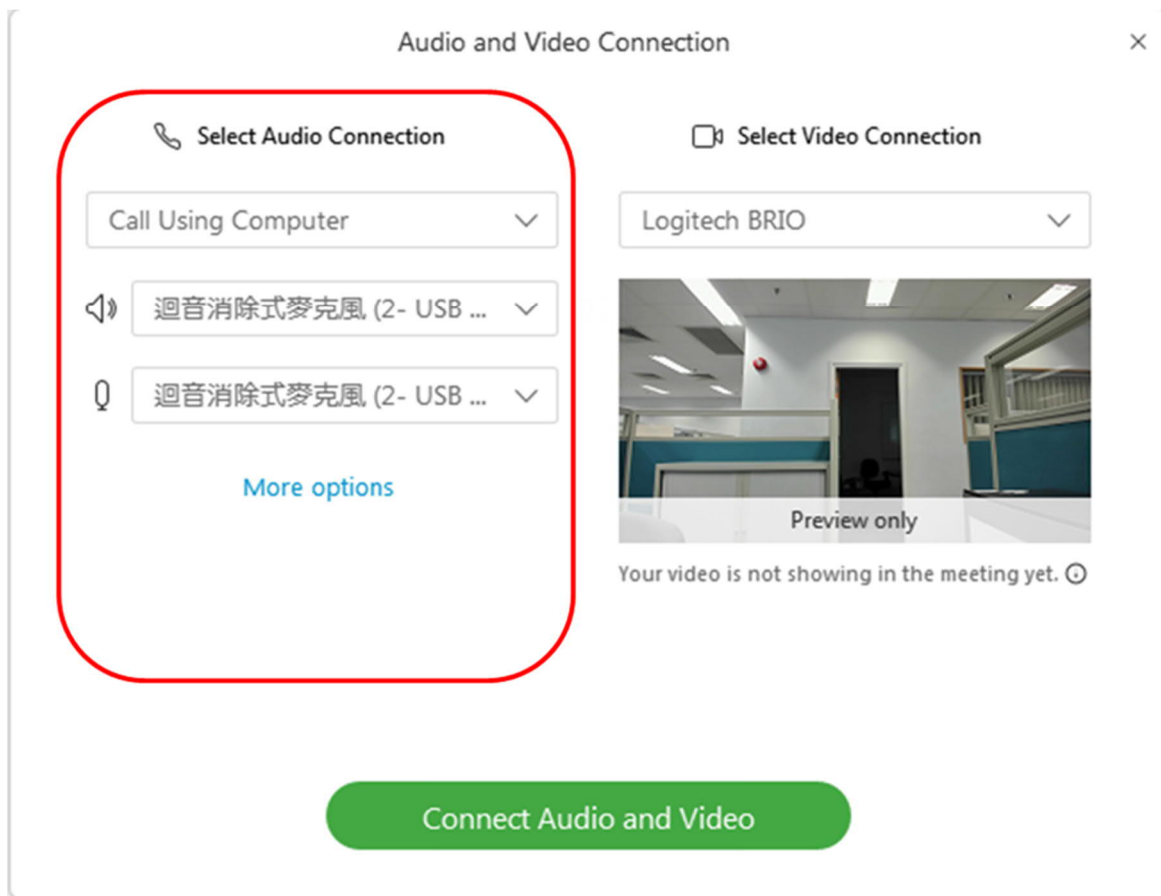 Audio and Video Connection
Select Audio Connection
Call Using Computer
迴音消除式麥克風 (2- USB ...
迴音消除式麥克風 (2- USB ...
More options
Select Video Connection
Logitech BRIO
Preview only
Your video is not showing in the meeting yet.
Connect Audio and Video